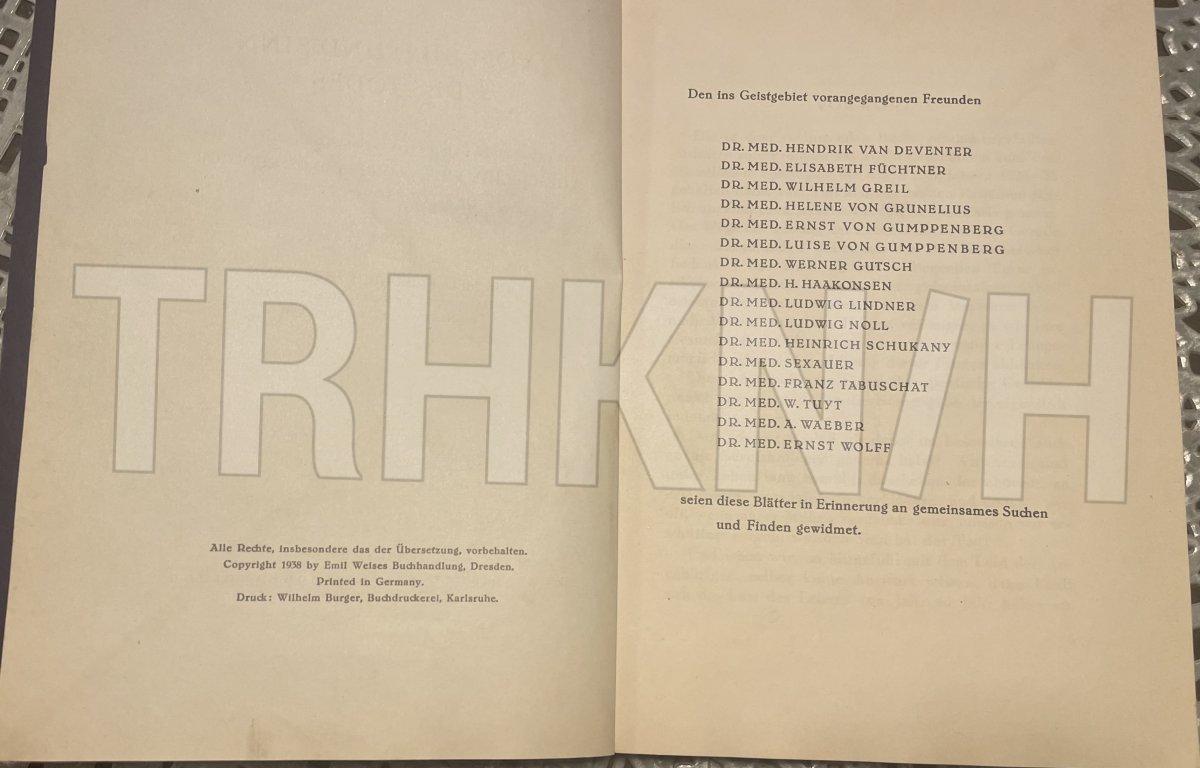 Alle Rechte, insbesondere das der Übersetzung, vorbehalten.
Copyright 1938 by Emil Weises Buchhandlung, Dresden.
Printed in Germany.
Druck: Wilhelm Burger, Buchdruckerei, Karlsruhe.
Den ins Geistgebiet vorangegangenen Freunden
DR. MED. HENDRIK VAN DEVENTER
DR. MED. ELISABETH FÜCHTNER
DR. MED. WILHELM GREIL
DR. MED. HELENE VON GRUNELIUS
DR. MED. ERNST VON GUMPPENBERG
DR. MED. LUISE VON GUMPPENBERG
DR. MED. WERNER GUTSCH
DR. MED. H. HAAKONSEN
DR. MED. LUDWIG LINDNER
DR. MED. LUDWIG NOLL
DR. MED. HEINRICH SCHUKANY
DR. MED. SEXAUER
DR. MED. FRANZ TABUSCHAT
DR. MED. W. TUYT
DR. MED. A. WAEBER
DR. MED. ERNST WOLFF
seien diese Blätter in Erinnerung an gemeinsames Suchen
und Finden gewidmet.
TRHKN/H